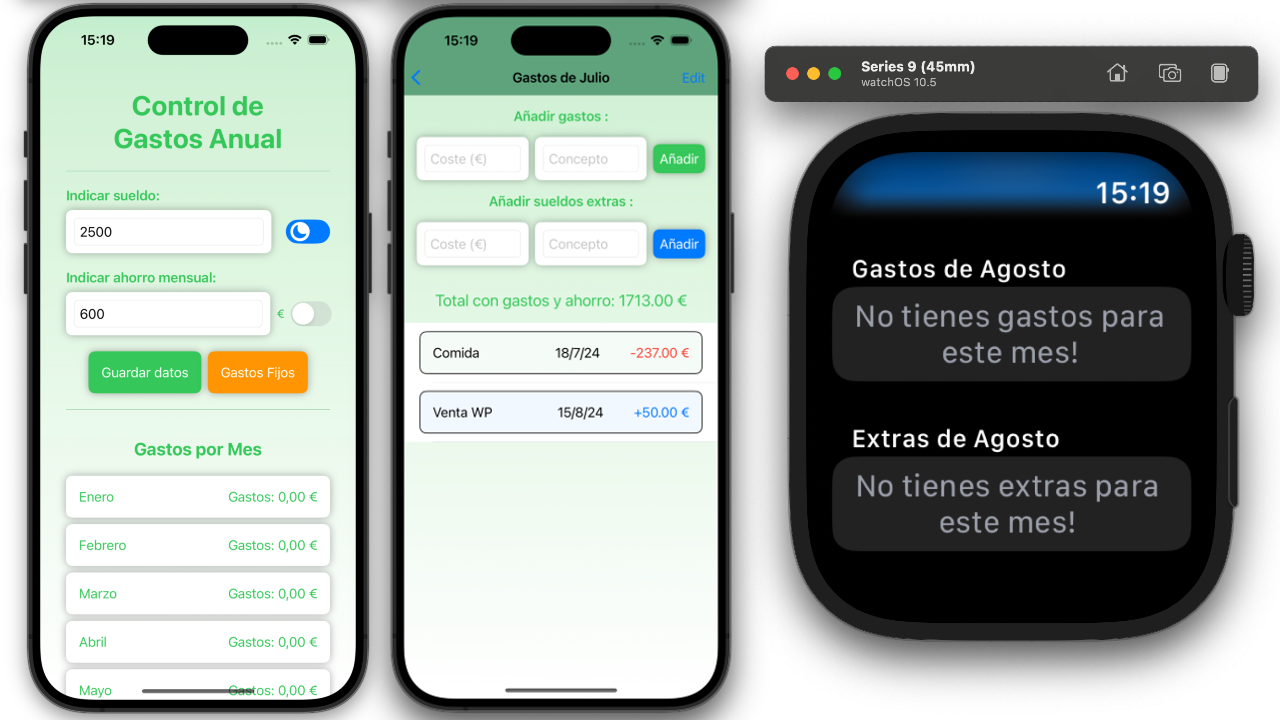 15:19
Control de
Gastos Anual
Indicar sueldo:
2500
Indicar ahorro mensual:
600
€
Guardar datos
Gastos Fijos
Gastos por Mes
Enero Gastos: 0,00 €
Febrero Gastos: 0,00 €
Marzo Gastos: 0,00 €
Abril Gastos: 0,00 €
Mayo Gastos: 0,00 €
15:19
Gastos de Julio Edit
Añadir gastos :
Coste (€) Concepto Añadir
Añadir sueldos extras :
Coste (€) Concepto Añadir
Total con gastos y ahorro: 1713.00 €
Comida 18/7/24 -237.00 €
Venta WP 15/8/24 +50.00 €
Series 9 (45mm)
watchOS 10.5
15:19
Gastos de Agosto
No tienes gastos para
este mes!
Extras de Agosto
No tienes extras para
este mes!